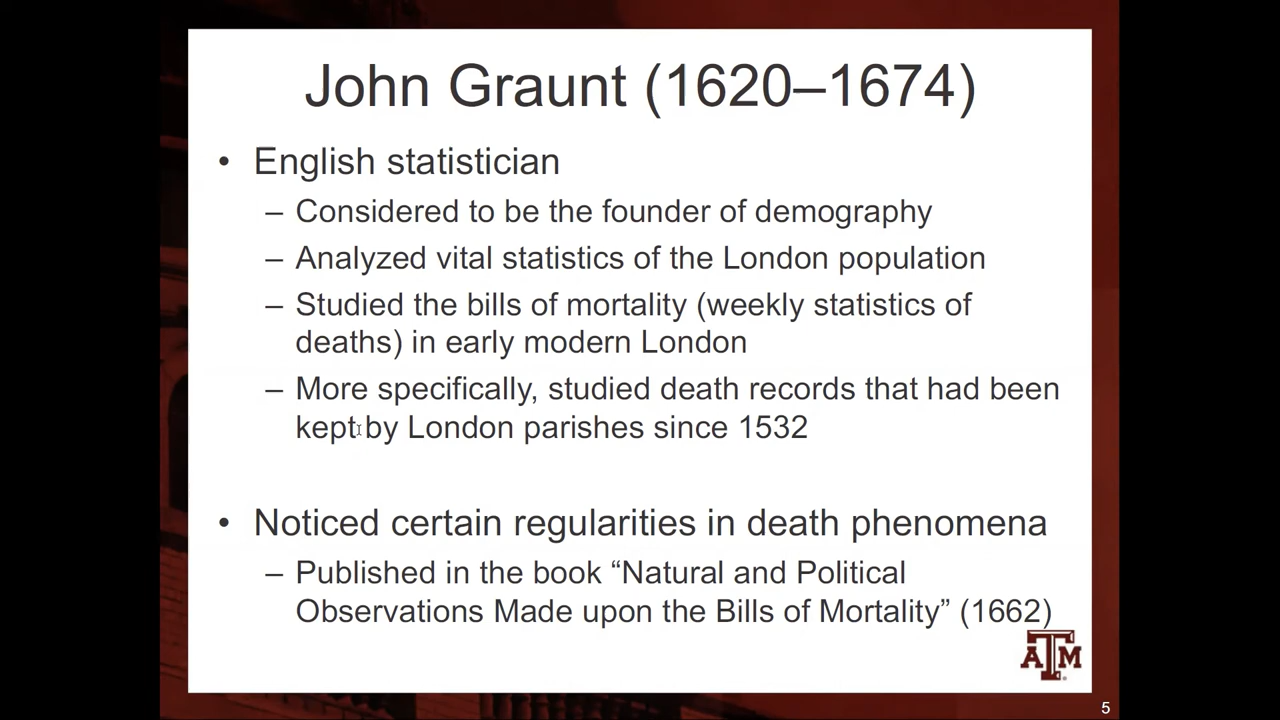 John Graunt (1620–1674)
• English statistician
– Considered to be the founder of demography
– Analyzed vital statistics of the London population
– Studied the bills of mortality (weekly statistics of
deaths) in early modern London
– More specifically, studied death records that had been
kept by London parishes since 1532
• Noticed certain regularities in death phenomena
– Published in the book “Natural and Political
Observations Made upon the Bills of Mortality” (1662)
ATM
5